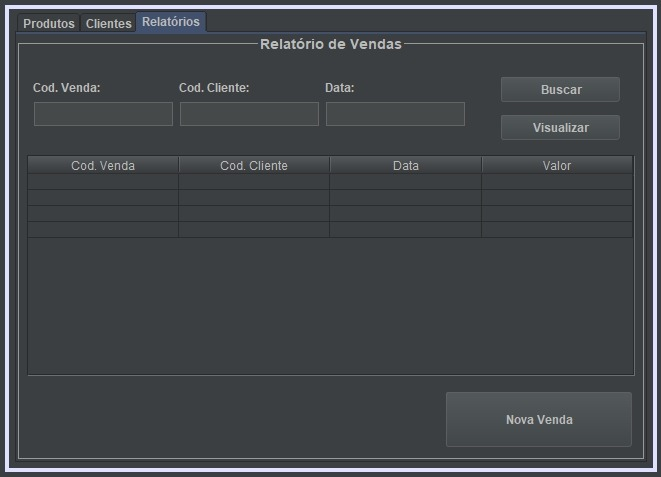 Produtos Clientes Relatórios
Relatório de Vendas
Cod. Venda: Cod. Cliente: Data:
Buscar
Visualizar
Cod. Venda Cod. Cliente Data Valor
Nova Venda